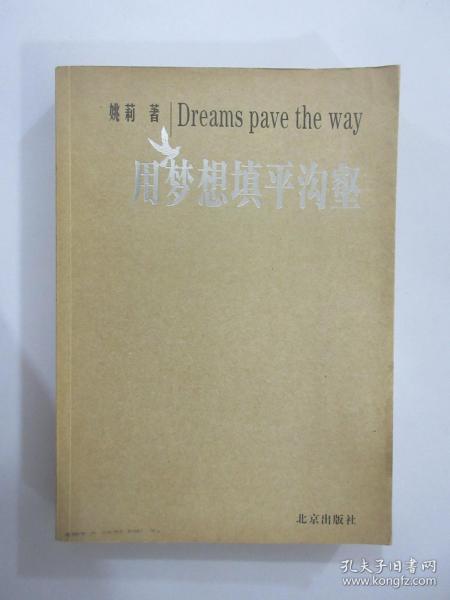 姚莉 著 Dreams pave the way
用梦想填平沟壑
北京出版社
孔夫子旧书网
www.kongfz.com